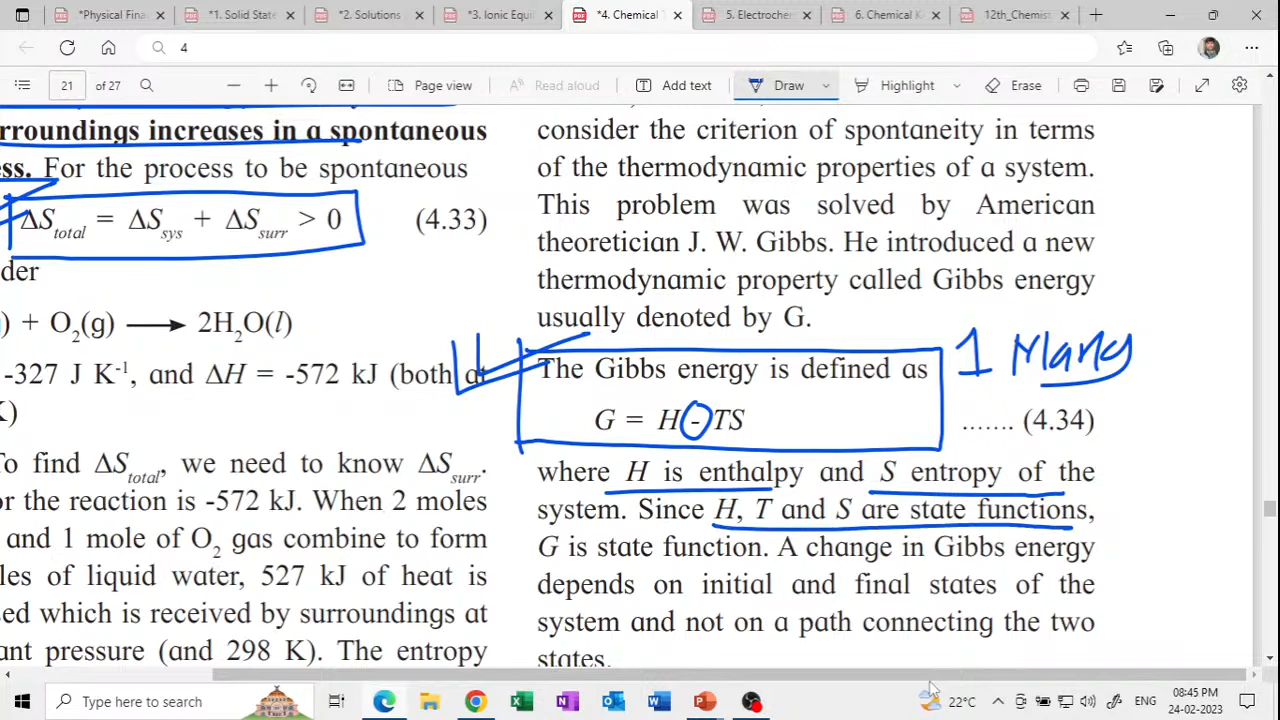 *Physical Fina
*1. Solid State
*2. Solutions
*3. Ionic Equili
*4. Chemical T
5. Electrochem
6. Chemical K
12th_Chemist
4
21 of 27
Page view
Read aloud
Add text
Draw
Highlight
Erase
rroundings increases in a spontaneous
ess. For the process to be spontaneous
ΔS_total = ΔS_sys + ΔS_surr > 0 (4.33)
der
) + O₂(g) ⟶ 2H₂O(l)
-327 J K⁻¹, and ΔH = -572 kJ (both at
K)
To find ΔS_total, we need to know ΔS_surr.
or the reaction is -572 kJ. When 2 moles
and 1 mole of O₂ gas combine to form
les of liquid water, 527 kJ of heat is
sed which is received by surroundings at
ant pressure (and 298 K). The entropy
consider the criterion of spontaneity in terms
of the thermodynamic properties of a system.
This problem was solved by American
theoretician J. W. Gibbs. He introduced a new
thermodynamic property called Gibbs energy
usually denoted by G.
The Gibbs energy is defined as
1 Mark
G = H - TS ....... (4.34)
where H is enthalpy and S entropy of the
system. Since H, T and S are state functions,
G is state function. A change in Gibbs energy
depends on initial and final states of the
system and not on a path connecting the two
states.
Type here to search
22°C
ENG
08:45 PM
24-02-2023